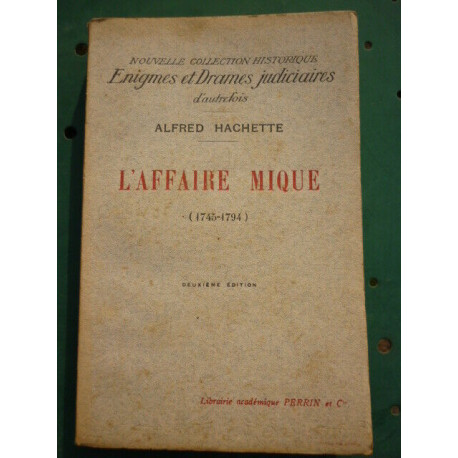 NOUVELLE COLLECTION HISTORIQUE
Enigmes et Drames judiciaires
d'autrefois
ALFRED HACHETTE
L'AFFAIRE MIQUE
(1745-1794)
DEUXIÈME ÉDITION
Librairie académique PERRIN et Cie